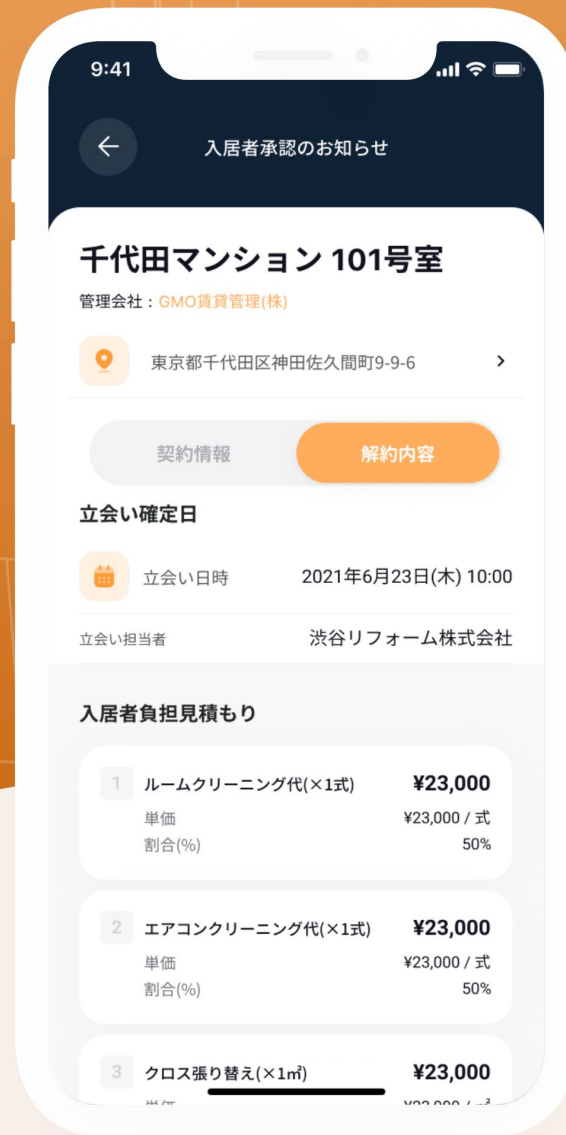 9:41
入居者承認のお知らせ
千代田マンション 101号室
管理会社：GMO賃貸管理(株)
東京都千代田区神田佐久間町9-9-6
契約情報 解約内容
立会い確定日
立会い日時 2021年6月23日(木) 10:00
立会い担当者 渋谷リフォーム株式会社
入居者負担見積もり
1 ルームクリーニング代(×1式) ¥23,000
単価 ¥23,000 / 式
割合(%) 50%
2 エアコンクリーニング代(×1式) ¥23,000
単価 ¥23,000 / 式
割合(%) 50%
3 クロス張り替え(×1㎡) ¥23,000